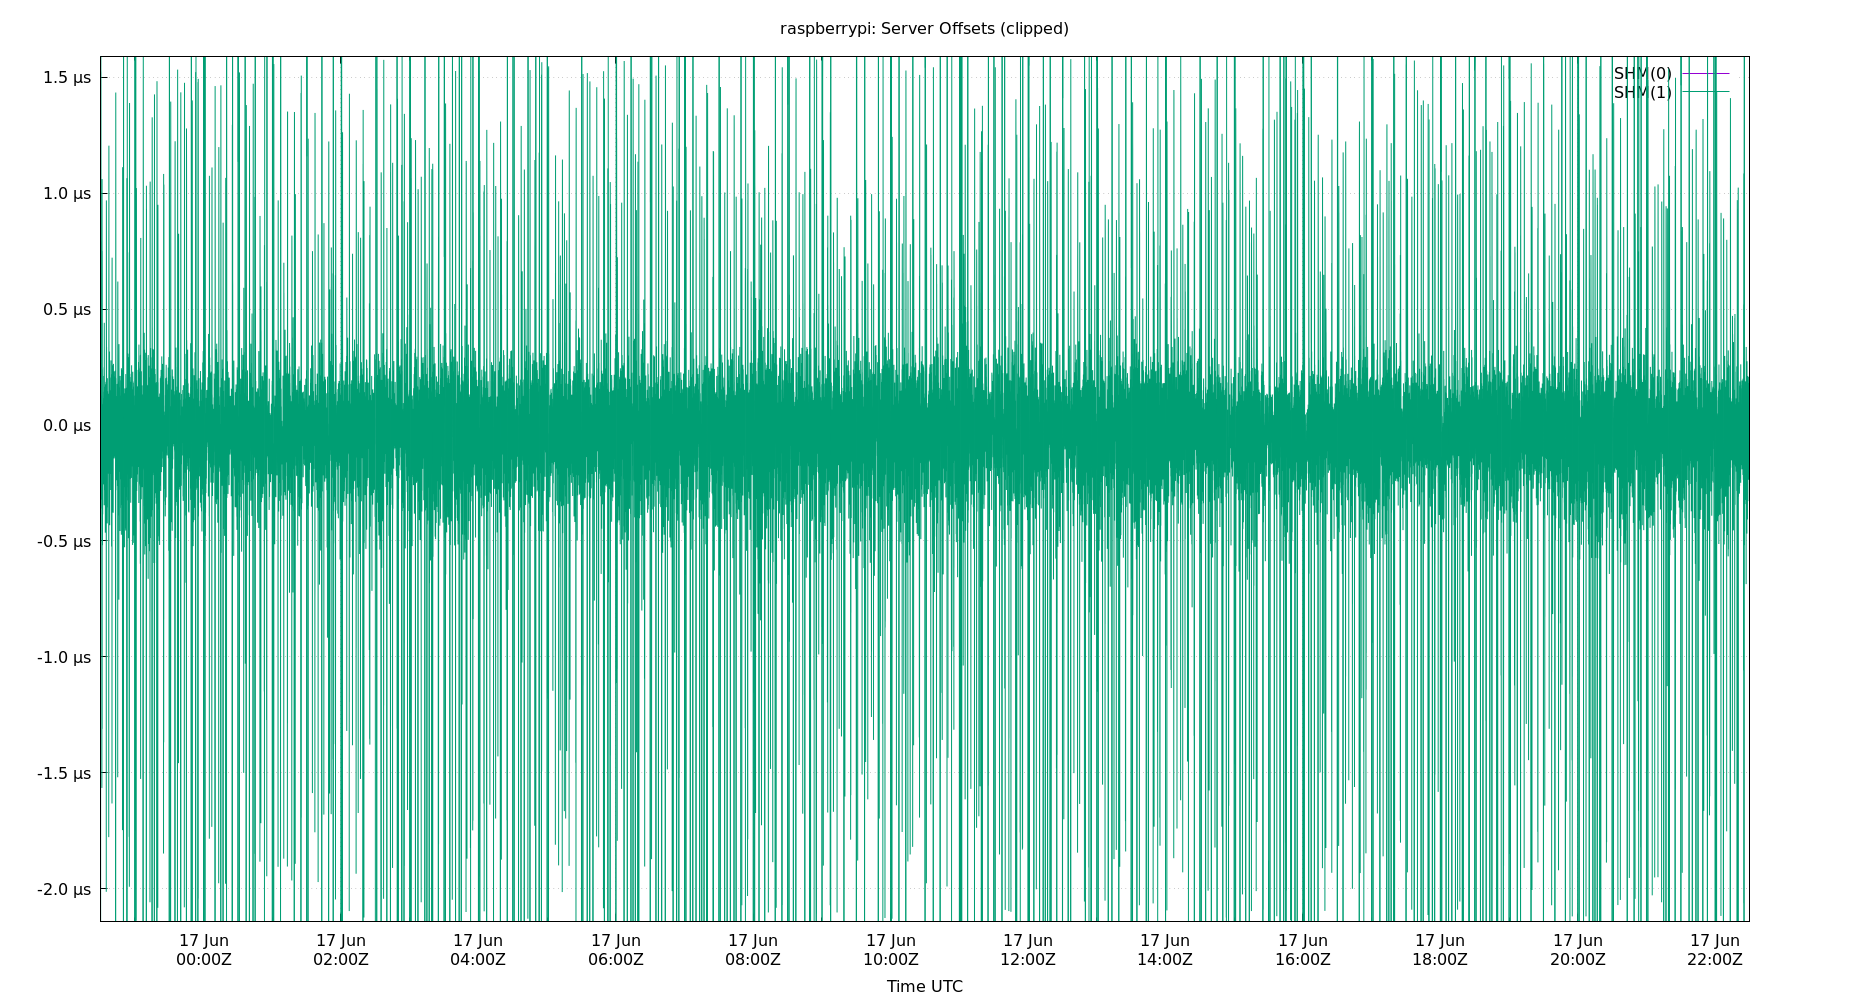 raspberrypi: Server Offsets (clipped)
SHM(0)
SHM(1)
1.5 µs
1.0 µs
0.5 µs
0.0 µs
-0.5 µs
-1.0 µs
-1.5 µs
-2.0 µs
17 Jun 17 Jun 17 Jun 17 Jun 17 Jun 17 Jun 17 Jun 17 Jun 17 Jun 17 Jun 17 Jun 17 Jun
00:00Z 02:00Z 04:00Z 06:00Z 08:00Z 10:00Z 12:00Z 14:00Z 16:00Z 18:00Z 20:00Z 22:00Z
Time UTC